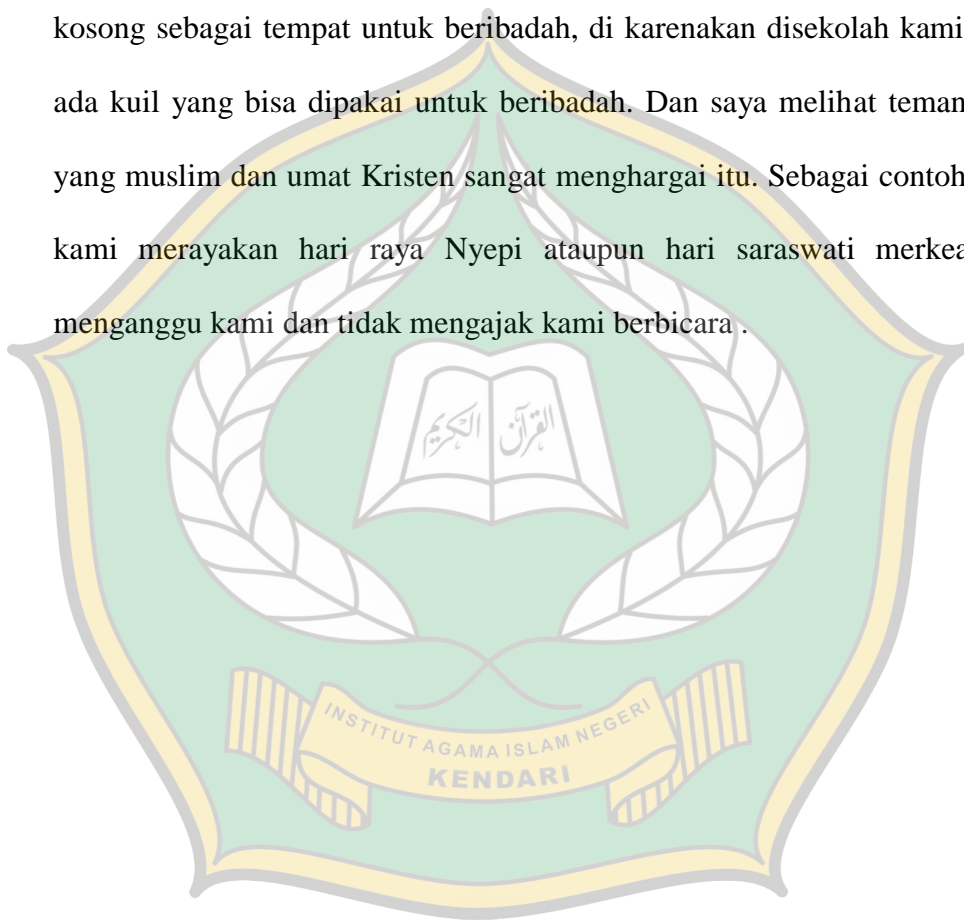 kosong sebagai tempat untuk beribadah, di karenakan disekolah kami
ada kuil yang bisa dipakai untuk beribadah. Dan saya melihat teman
yang muslim dan umat Kristen sangat menghargai itu. Sebagai contoh
kami merayakan hari raya Nyepi ataupun hari saraswati merkea
menganggu kami dan tidak mengajak kami berbicara .
القرآن الكريم
INSTITUT AGAMA ISLAM NEGERI
KENDARI